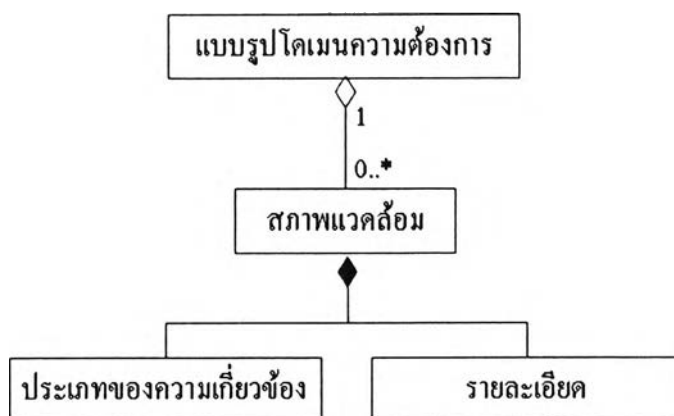 แบบรูปโดเมนความต้องการ
1
0..*
สภาพแวดล้อม
ประเภทของความเกี่ยวข้อง
รายละเอียด